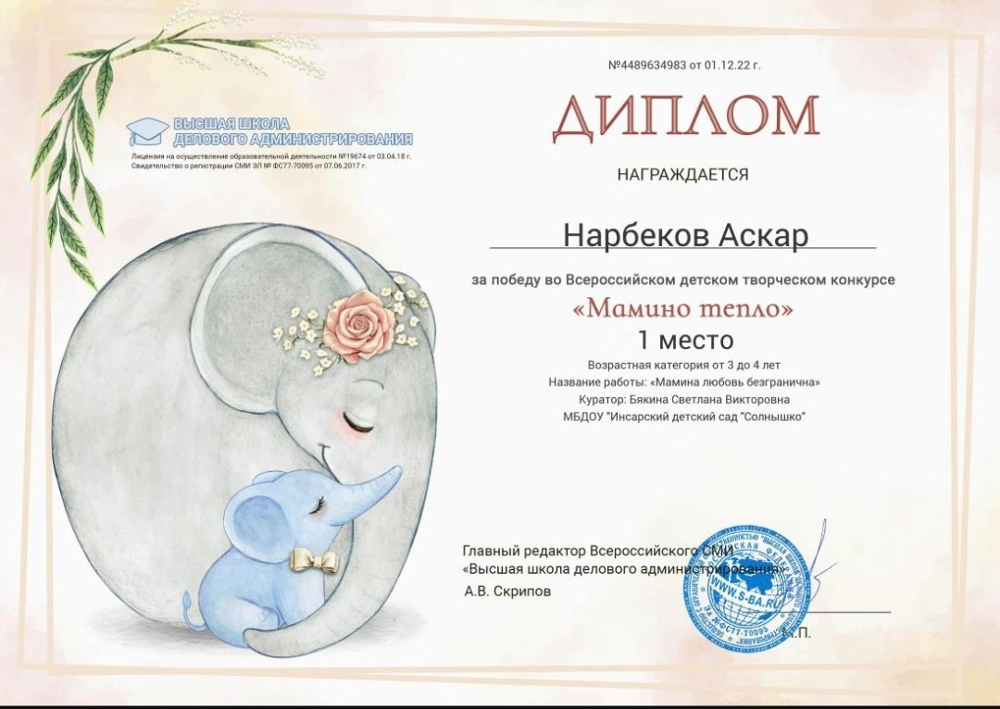 №4489634983 от 01.12.22 г.
ДИПЛОМ
НАГРАЖДАЕТСЯ
ВЫСШАЯ ШКОЛА
ДЕЛОВОГО АДМИНИСТРИРОВАНИЯ
Лицензия на осуществление образовательной деятельности №19674 от 03.04.18 г.
Свидетельство о регистрации СМИ ЭЛ № ФС77-70095 от 07.06.2017 г.
Нарбеков Аскар
за победу во Всероссийском детском творческом конкурсе
«Мамино тепло»
1 место
Возрастная категория от 3 до 4 лет
Название работы: «Мамина любовь безгранична»
Куратор: Бякина Светлана Викторовна
МБДОУ "Инсарский детский сад "Солнышко"
Главный редактор Всероссийского СМИ
«Высшая школа делового администрирования»
А.В. Скрипов
WWW.S-BA.RU
ФС77-70095
М.П.